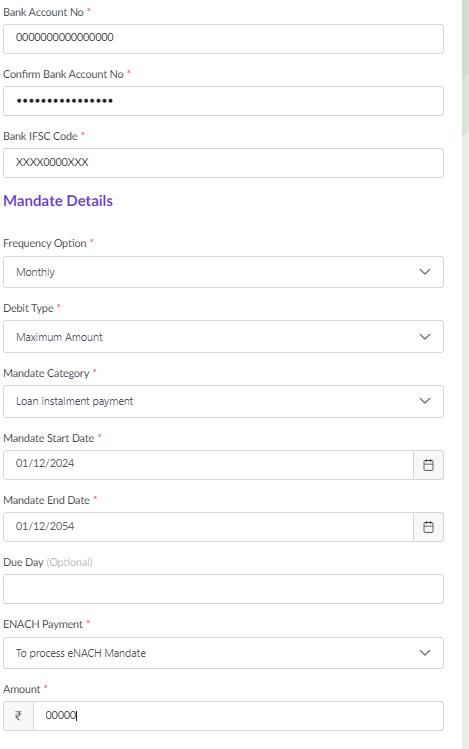 Bank Account No *
0000000000000000
Confirm Bank Account No *
••••••••••••••••
Bank IFSC Code *
XXXX0000XXX
Mandate Details
Frequency Option *
Monthly
Debit Type *
Maximum Amount
Mandate Category *
Loan instalment payment
Mandate Start Date *
01/12/2024
Mandate End Date *
01/12/2054
Due Day (Optional)
ENACH Payment *
To process eNACH Mandate
Amount *
₹ 00000